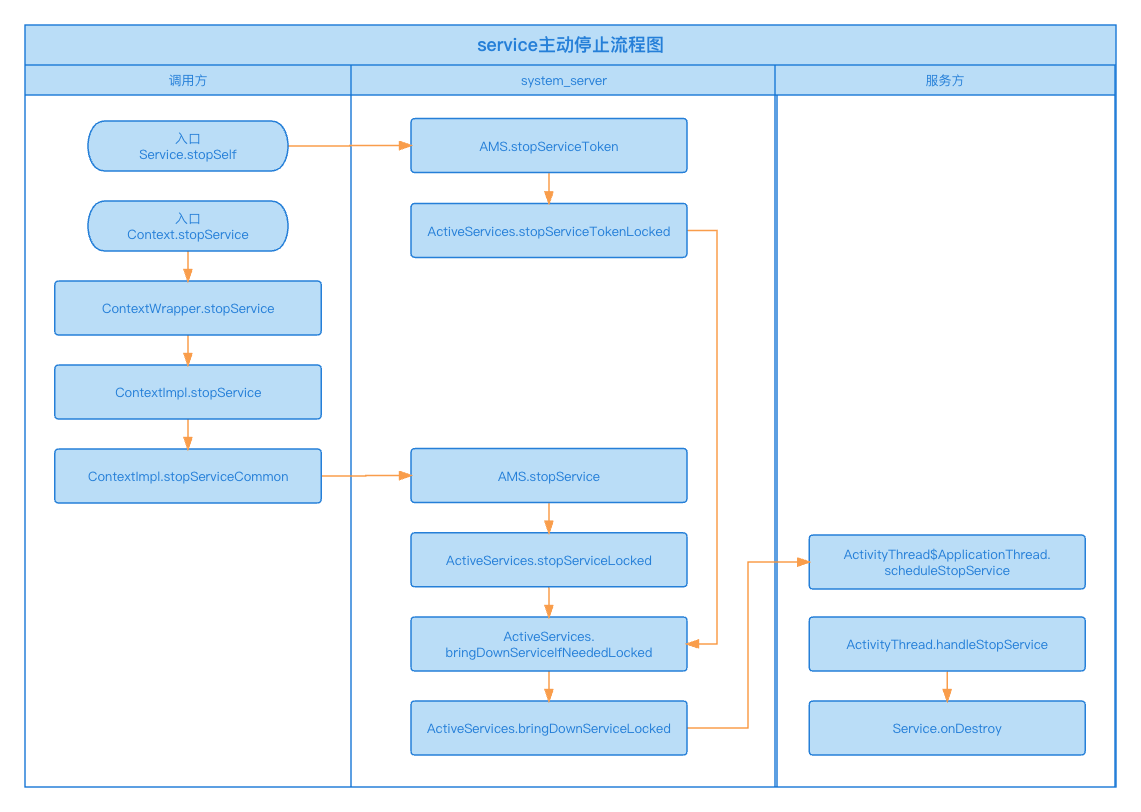 service主动停止流程图
调用方
system_server
服务方
入口
Service.stopSelf
入口
Context.stopService
ContextWrapper.stopService
ContextImpl.stopService
ContextImpl.stopServiceCommon
AMS.stopServiceToken
ActiveServices.stopServiceTokenLocked
AMS.stopService
ActiveServices.stopServiceLocked
ActiveServices.
bringDownServiceIfNeededLocked
ActiveServices.bringDownServiceLocked
ActivityThread$ApplicationThread.
scheduleStopService
ActivityThread.handleStopService
Service.onDestroy